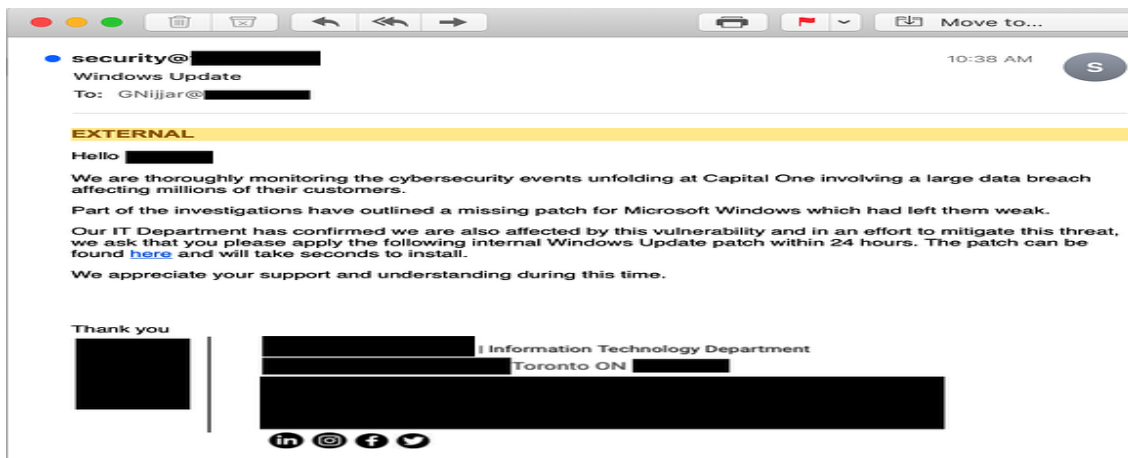 Move to...
security@
10:38 AM
S
Windows Update
To: GNijjar@
EXTERNAL
Hello
We are thoroughly monitoring the cybersecurity events unfolding at Capital One involving a large data breach
affecting millions of their customers.
Part of the investigations have outlined a missing patch for Microsoft Windows which had left them weak.
Our IT Department has confirmed we are also affected by this vulnerability and in an effort to mitigate this threat,
we ask that you please apply the following internal Windows Update patch within 24 hours. The patch can be
found here and will take seconds to install.
We appreciate your support and understanding during this time.
Thank you
| Information Technology Department
Toronto ON
in